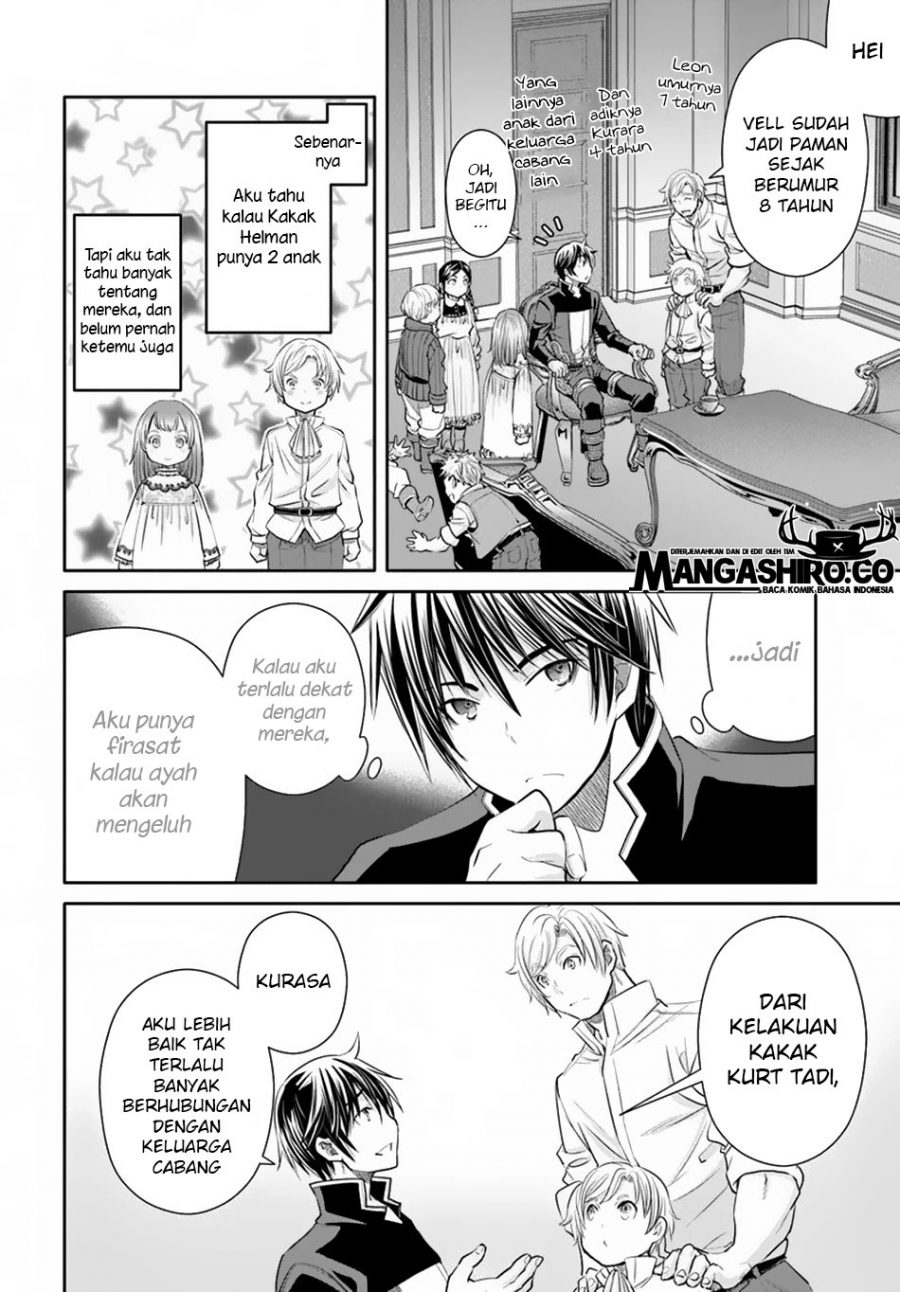 HEI
VELL SUDAH
JADI PAMAN
SEJAK
BERUMUR
8 TAHUN
Leon
umurnya
7 tahun
Dan
adiknya
Kurara
4 tahun
Yang
lainnya
anak dari
keluarga
cabang
lain
OH,
JADI
BEGITU
...
Sebenar-
nya
Aku tahu
kalau Kakak
Helman
punya 2 anak
Tapi aku tak
tahu banyak
tentang
mereka, dan
belum pernah
ketemu juga
DITERJEMAHKAN DAN DI EDIT OLEH TIM
MANGASHIRO.CO
BACA KOMIK BAHASA INDONESIA
...jadi
Kalau aku
terlalu dekat
dengan
mereka,
Aku punya
firasat
kalau ayah
akan
mengeluh
DARI
KELAKUAN
KAKAK
KURT TADI,
KURASA
AKU LEBIH
BAIK TAK
TERLALU
BANYAK
BERHUBUNGAN
DENGAN
KELUARGA
CABANG